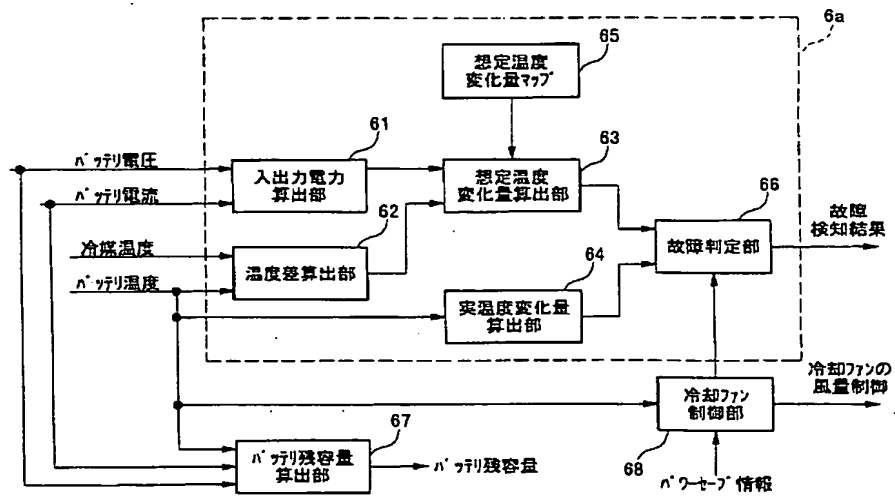 6a
65
想定温度
変化量マップ
61
63
バッテリ電圧
入出力電力
算出部
想定温度
変化量算出部
バッテリ電流
62
66
冷媒温度
温度差算出部
64
故障判定部
故障
検知結果
バッテリ温度
実温度変化量
算出部
冷却ファン
制御部
冷却ファンの
風量制御
67
68
バッテリ残容量
算出部
バッテリ残容量
パワーセーブ情報